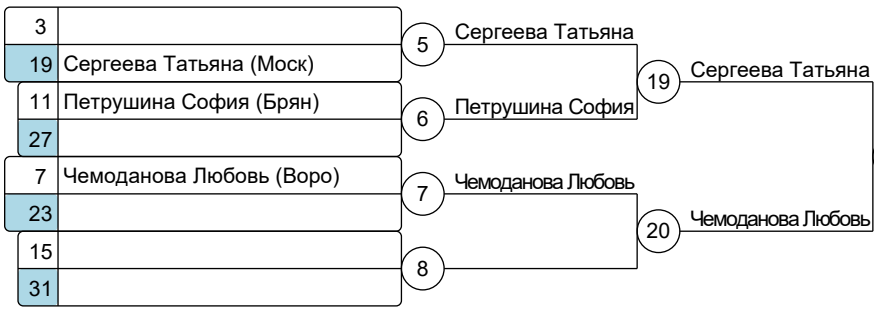 3
5
Сергеева Татьяна
19 Сергеева Татьяна (Моск)
19
Сергеева Татьяна
11 Петрушина София (Брян)
6
Петрушина София
27
7 Чемоданова Любовь (Воро)
7
Чемоданова Любовь
23
20
Чемоданова Любовь
15
8
31